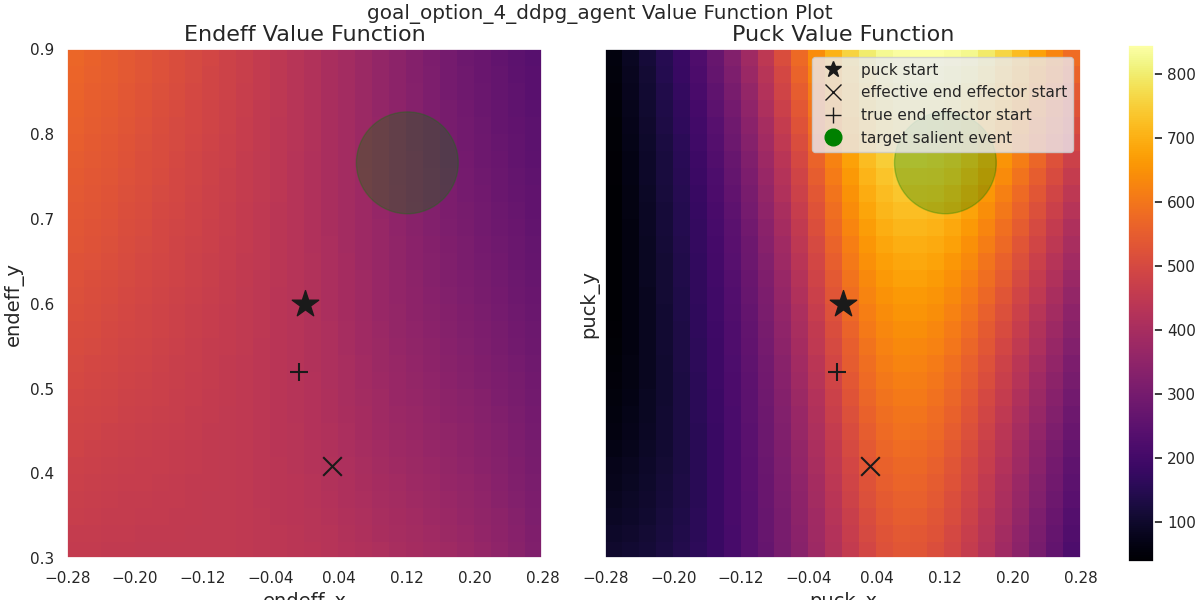 goal_option_4_ddpg_agent Value Function Plot
Endeff Value Function
Puck Value Function
0.9
0.8
0.7
0.6
0.5
0.4
0.3
endeff_y
−0.28 −0.20 −0.12 −0.04 0.04 0.12 0.20 0.28
endeff_x
puck_y
puck start
effective end effector start
true end effector start
target salient event
−0.28 −0.20 −0.12 −0.04 0.04 0.12 0.20 0.28
puck_x
800
700
600
500
400
300
200
100